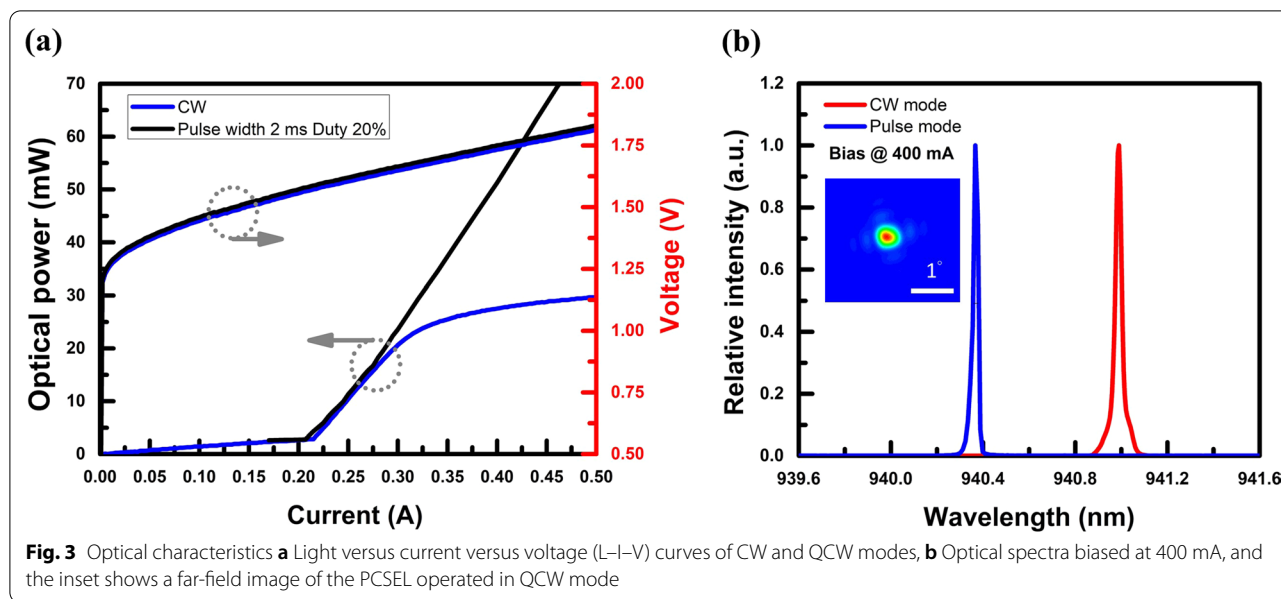 (a)
CW
Pulse width 2 ms Duty 20%
Optical power (mW)
70
60
50
40
30
20
10
0
0.00 0.05 0.10 0.15 0.20 0.25 0.30 0.35 0.40 0.45 0.50
Current (A)
2.00
1.75
1.50
1.25
1.00
0.75
0.50
Voltage (V)
(b)
CW mode
Pulse mode
Bias @ 400 mA
1°
Relative intensity (a.u.)
1.2
1.0
0.8
0.6
0.4
0.2
0.0
939.6 940.0 940.4 940.8 941.2 941.6
Wavelength (nm)
Fig. 3 Optical characteristics a Light versus current versus voltage (L–I–V) curves of CW and QCW modes, b Optical spectra biased at 400 mA, and
the inset shows a far-field image of the PCSEL operated in QCW mode